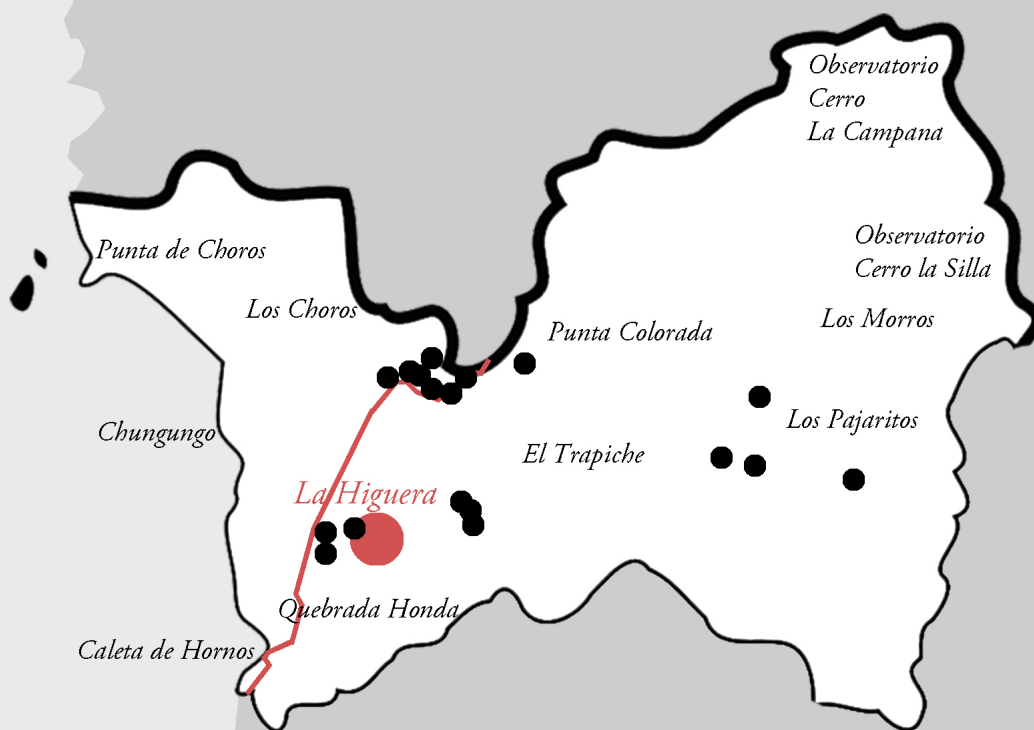 Observatorio
Cerro
La Campana
Punta de Choros
Observatorio
Cerro la Silla
Los Choros
Punta Colorada
Los Morros
Chungungo
Los Pajaritos
El Trapiche
La Higuera
Quebrada Honda
Caleta de Hornos